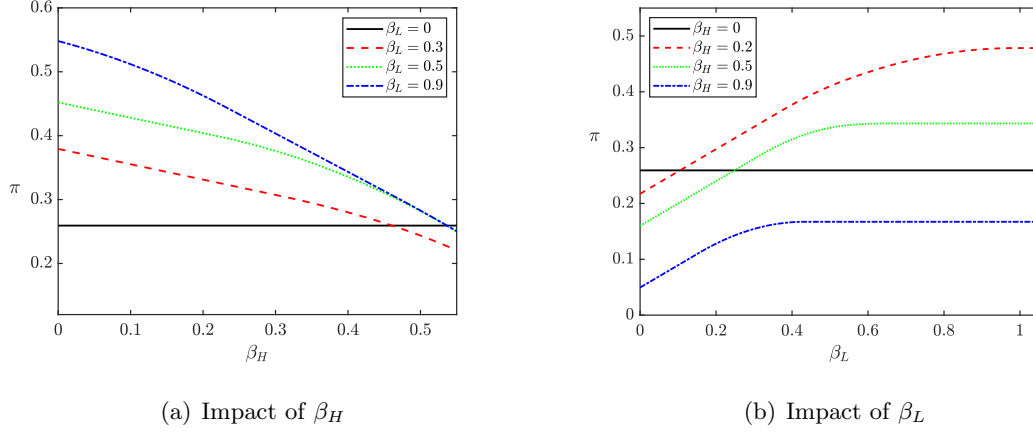 0.6
0.5
0.4
π
0.3
0.2
0
0.1
0.2
0.3
0.4
0.5
β_H
β_L = 0
β_L = 0.3
β_L = 0.5
β_L = 0.9
(a) Impact of β_H
0.5
0.4
π
0.3
0.2
0.1
0
0
0.2
0.4
0.6
0.8
1
β_L
β_H = 0
β_H = 0.2
β_H = 0.5
β_H = 0.9
(b) Impact of β_L